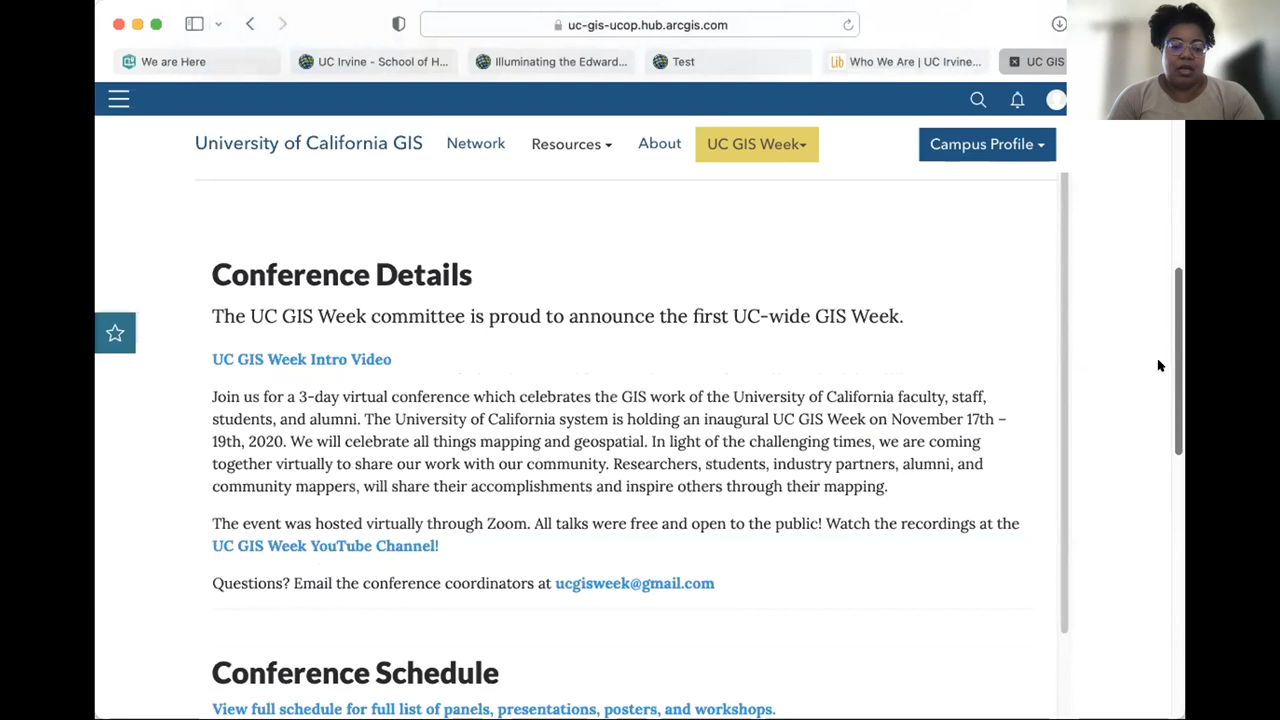 uc-gis-ucop.hub.arcgis.com
We are Here
UC Irvine - School of H...
Illuminating the Edward...
Test
Lib Who We Are | UC Irvine...
UC GIS
University of California GIS
Network
Resources
About
UC GIS Week
Campus Profile
Conference Details
The UC GIS Week committee is proud to announce the first UC-wide GIS Week.
UC GIS Week Intro Video
Join us for a 3-day virtual conference which celebrates the GIS work of the University of California faculty, staff,
students, and alumni. The University of California system is holding an inaugural UC GIS Week on November 17th –
19th, 2020. We will celebrate all things mapping and geospatial. In light of the challenging times, we are coming
together virtually to share our work with our community. Researchers, students, industry partners, alumni, and
community mappers, will share their accomplishments and inspire others through their mapping.
The event was hosted virtually through Zoom. All talks were free and open to the public! Watch the recordings at the
UC GIS Week YouTube Channel!
Questions? Email the conference coordinators at ucgisweek@gmail.com
Conference Schedule
View full schedule for full list of panels, presentations, posters, and workshops.